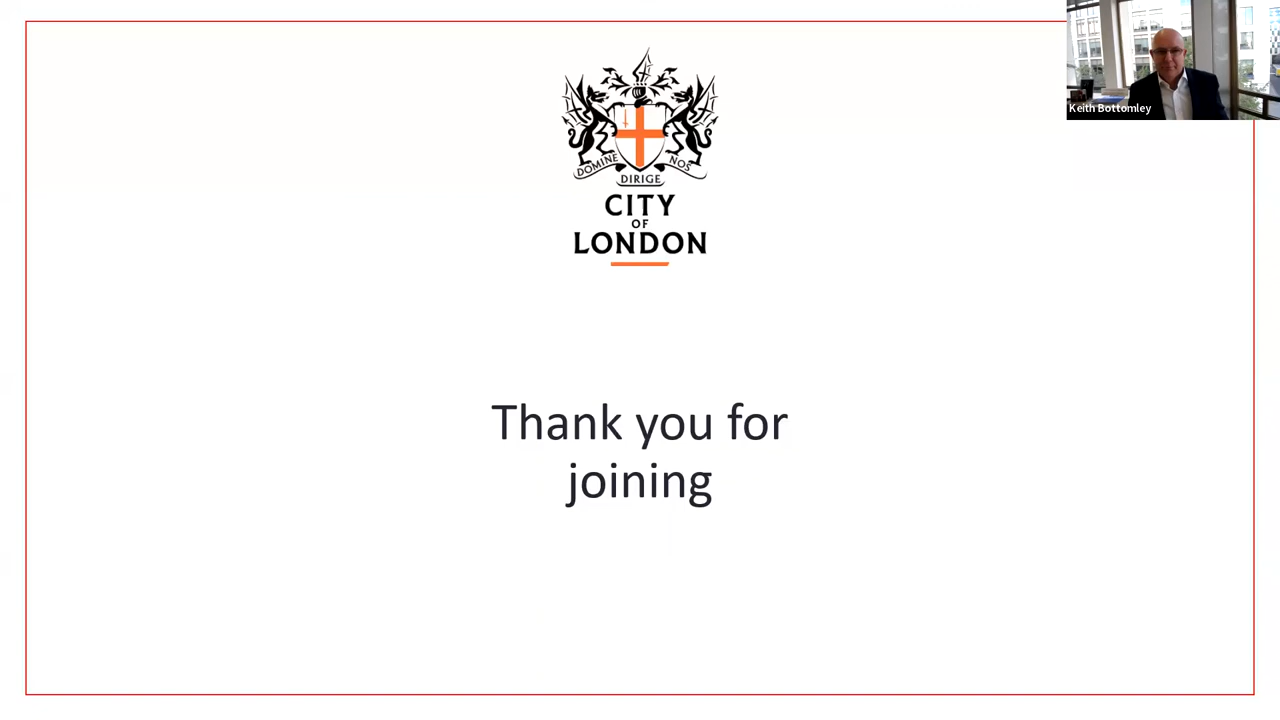 Keith Bottomley
DOMINE DIRIGE NOS
CITY
OF
LONDON
Thank you for
joining